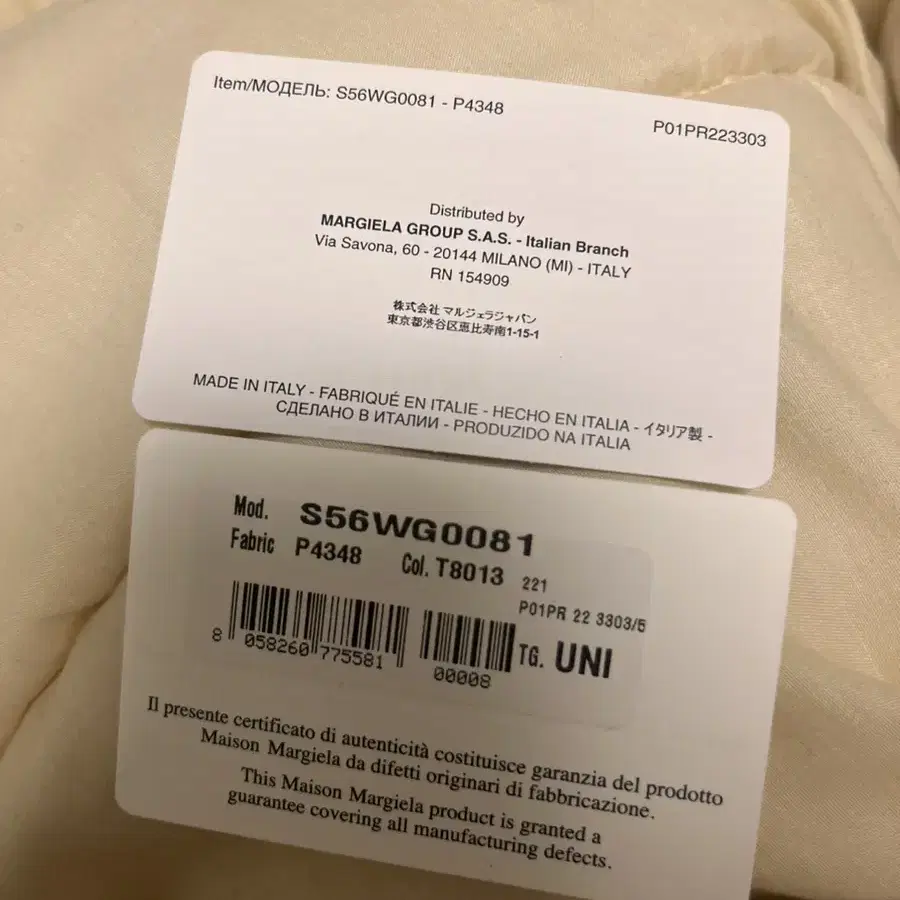 Item/МОДЕЛЬ: S56WG0081 - P4348
P01PR223303
Distributed by
MARGIELA GROUP S.A.S. - Italian Branch
Via Savona, 60 - 20144 MILANO (MI) - ITALY
RN 154909
株式会社 マルジェラジャパン
東京都渋谷区恵比寿南1-15-1
MADE IN ITALY - FABRIQUÉ EN ITALIE - HECHO EN ITALIA - イタリア製 -
СДЕЛАНО В ИТАЛИИ - PRODUZIDO NA ITALIA
Mod. S56WG0081
Fabric P4348 Col. T8013 221
P01PR 22 3303/5
8 058260 775581 00008 TG. UNI
Il presente certificato di autenticità costituisce garanzia del prodotto
Maison Margiela da difetti originari di fabbricazione.
This Maison Margiela product is granted a
guarantee covering all manufacturing defects.